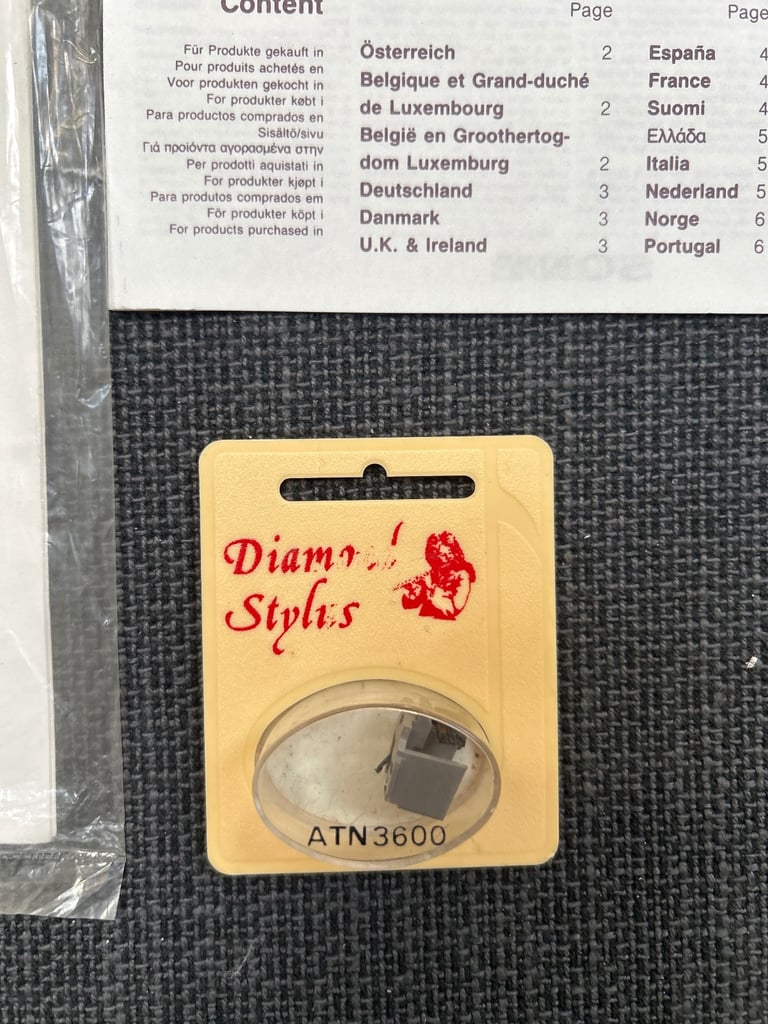 Content
Page
Page
Für Produkte gekauft in
Pour produits achetés en
Voor produkten gekocht in
For produkter købt i
Para productos comprados en
Sisältö/sivu
Γιά προϊόντα αγορασμένα στην
Per prodotti aquistati in
For produkter kjøpt i
Para produtos comprados em
För produkter köpt i
For products purchased in
Österreich 2
Belgique et Grand-duché
de Luxembourg 2
België en Groothertog-
dom Luxemburg 2
Deutschland 3
Danmark 3
U.K. & Ireland 3
España 4
France 4
Suomi 4
Ελλάδα 5
Italia 5
Nederland 5
Norge 6
Portugal 6
Diamond
Stylus
ATN3600